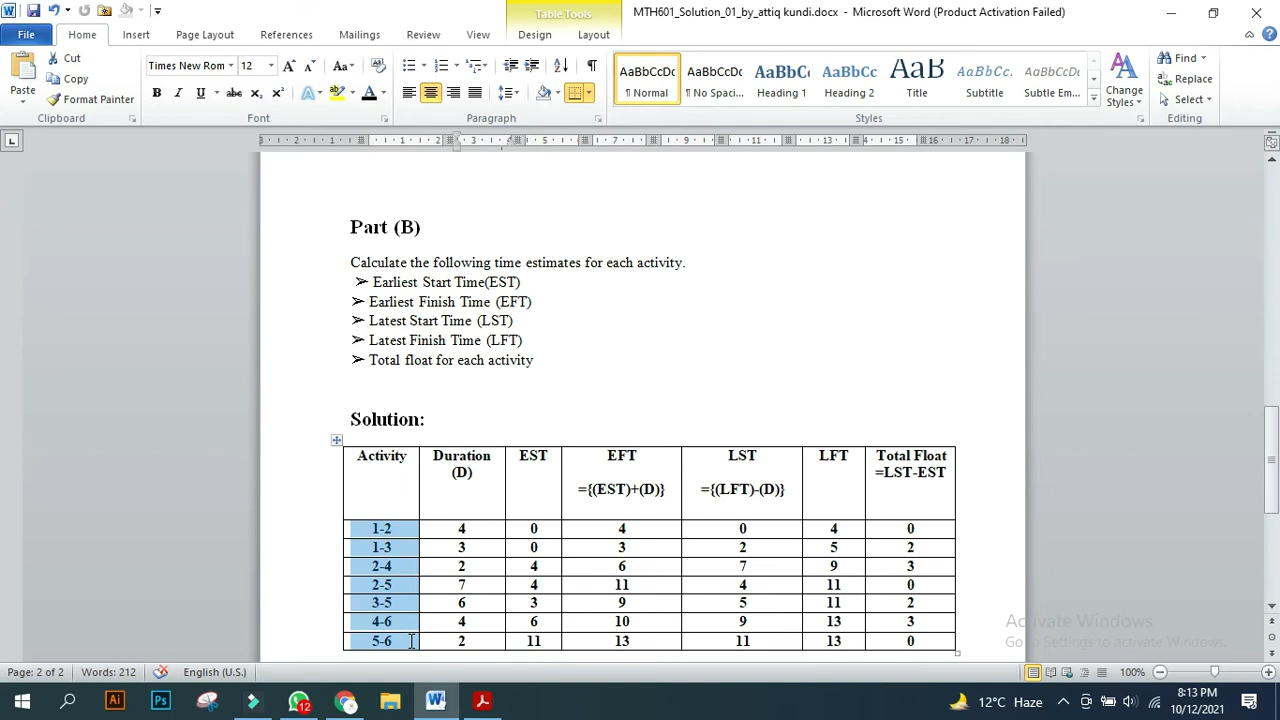 MTH601_Solution_01_by_attiq kundi.docx - Microsoft Word (Product Activation Failed)
Table Tools
File Home Insert Page Layout References Mailings Review View Design Layout
Cut
Copy
Format Painter
Paste
Clipboard
Times New Rom 12
Font
Paragraph
AaBbCcDc AaBbCcDc AaBbCc AaBbCc AaB AaBbCcDc AaBbCcDc
¶ Normal ¶ No Spaci... Heading 1 Heading 2 Title Subtitle Subtle Em...
Change Styles
Styles
Find
Replace
Select
Editing
Part (B)
Calculate the following time estimates for each activity.
➢ Earliest Start Time(EST)
➢ Earliest Finish Time (EFT)
➢ Latest Start Time (LST)
➢ Latest Finish Time (LFT)
➢ Total float for each activity
Solution:
Activity Duration EST EFT LST LFT Total Float
(D) =LST-EST
={(EST)+(D)} ={(LFT)-(D)}
1-2 4 0 4 0 4 0
1-3 3 0 3 2 5 2
2-4 2 4 6 7 9 3
2-5 7 4 11 4 11 0
3-5 6 3 9 5 11 2
4-6 4 6 10 9 13 3
5-6 2 11 13 11 13 0
Activate Windows
Go to Settings to activate Windows.
Page: 2 of 2 Words: 212 English (U.S.) 100%
12 12°C Haze 8:13 PM
10/12/2021